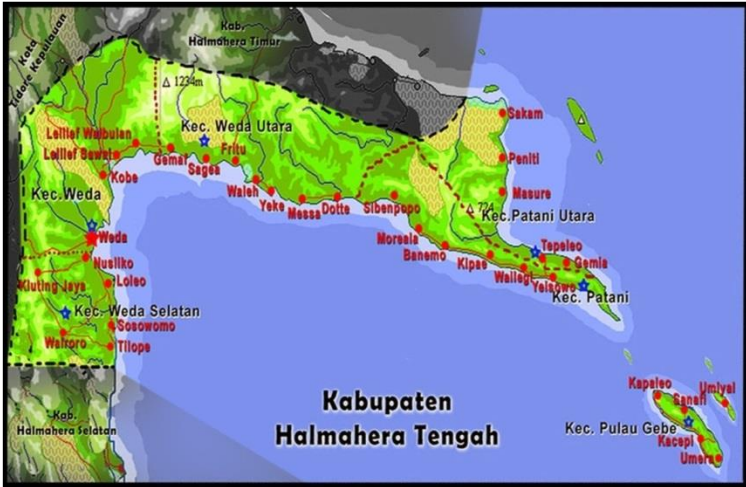 Kab.
Halmahera Timur
Kota
Tidore Kepulauan
1234m
Kec. Weda Utara
Lelilef Waibulan
Lelilef Sawai
Gemaf
Sagea
Fritu
Kobe
Kec.Weda
Waleh
Yeke
Messa
Dotte
Sibenpopo
Sakam
Peniti
Masure
724
Kec.Patani Utara
Weda
Moreala
Banemo
Kipae
Wailegi
Yeisowo
Tepeleo
Gemia
Kec. Patani
Nusliko
Kluting Jaya
Loleo
Kec. Weda Selatan
Sosowomo
Wairoro
Tilope
Kabupaten
Halmahera Tengah
Kab.
Halmahera Selatan
Kapaleo
Sanafi
Umiyal
Kec. Pulau Gebe
Kacepi
Umera